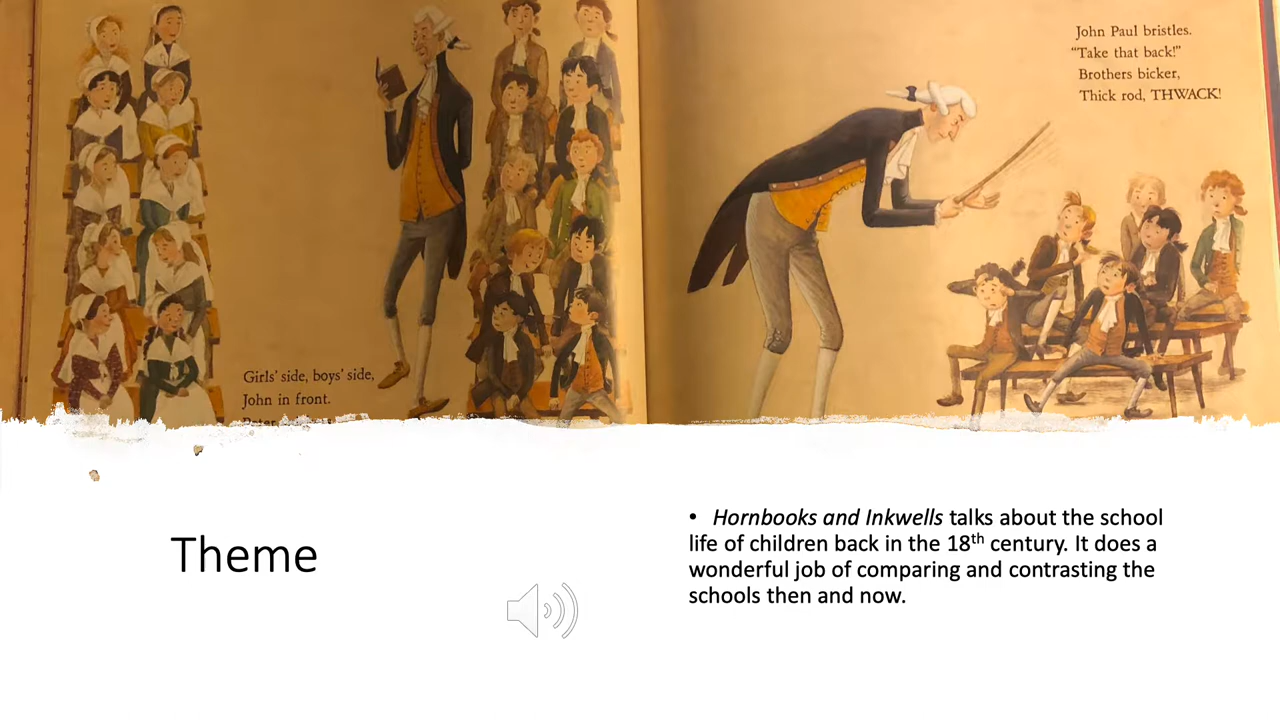 John Paul bristles.
“Take that back!”
Brothers bicker,
Thick rod, THWACK!
Girls’ side, boys’ side,
John in front.
Theme
• Hornbooks and Inkwells talks about the school
life of children back in the 18th century. It does a
wonderful job of comparing and contrasting the
schools then and now.